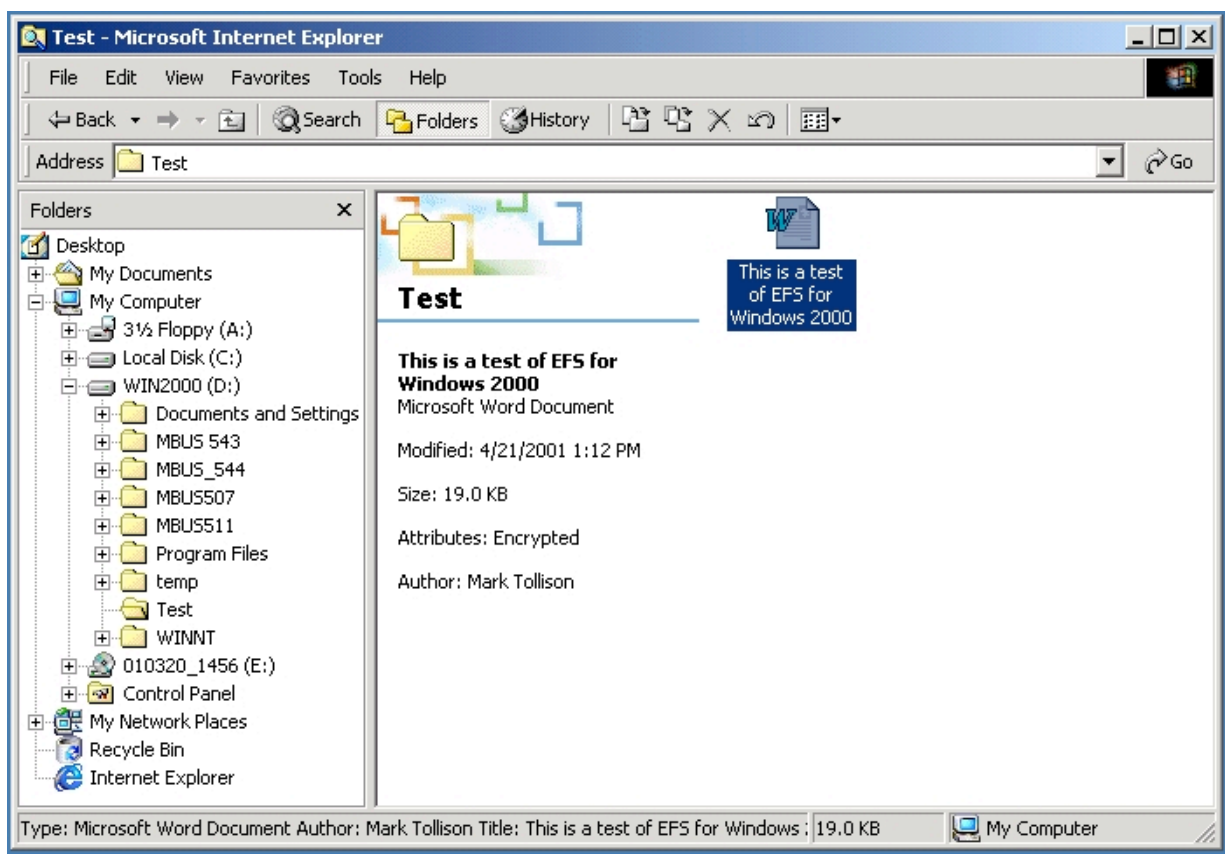 Test - Microsoft Internet Explorer
File Edit View Favorites Tools Help
Back Search Folders History
Address Test Go
Folders
Desktop
My Documents
My Computer
3½ Floppy (A:)
Local Disk (C:)
WIN2000 (D:)
Documents and Settings
MBUS 543
MBUS_544
MBUS507
MBUS511
Program Files
temp
Test
WINNT
010320_1456 (E:)
Control Panel
My Network Places
Recycle Bin
Internet Explorer
Test
This is a test of EFS for
Windows 2000
Microsoft Word Document
Modified: 4/21/2001 1:12 PM
Size: 19.0 KB
Attributes: Encrypted
Author: Mark Tollison
This is a test
of EFS for
Windows 2000
Type: Microsoft Word Document Author: Mark Tollison Title: This is a test of EFS for Windows 19.0 KB My Computer